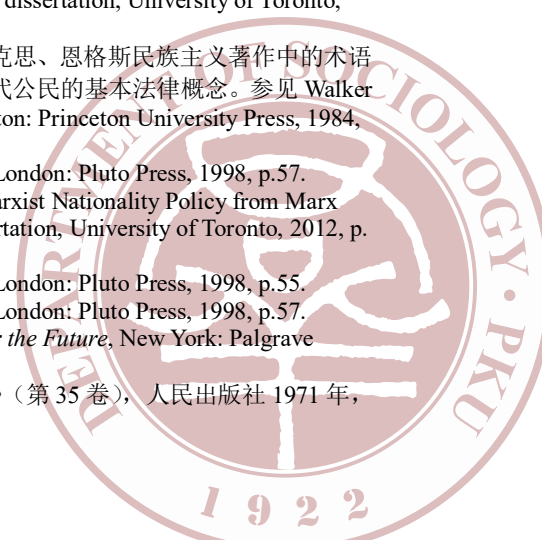 dissertation, University of Toronto,
克思、恩格斯民族主义著作中的术语
代公民的基本法律概念。参见 Walker
ton: Princeton University Press, 1984,
London: Pluto Press, 1998, p.57.
arxist Nationality Policy from Marx
rtation, University of Toronto, 2012, p.
London: Pluto Press, 1998, p.55.
London: Pluto Press, 1998, p.57.
r the Future, New York: Palgrave
（第 35 卷），人民出版社 1971 年，
DEPARTMENT OF SOCIOLOGY · PKU
1922